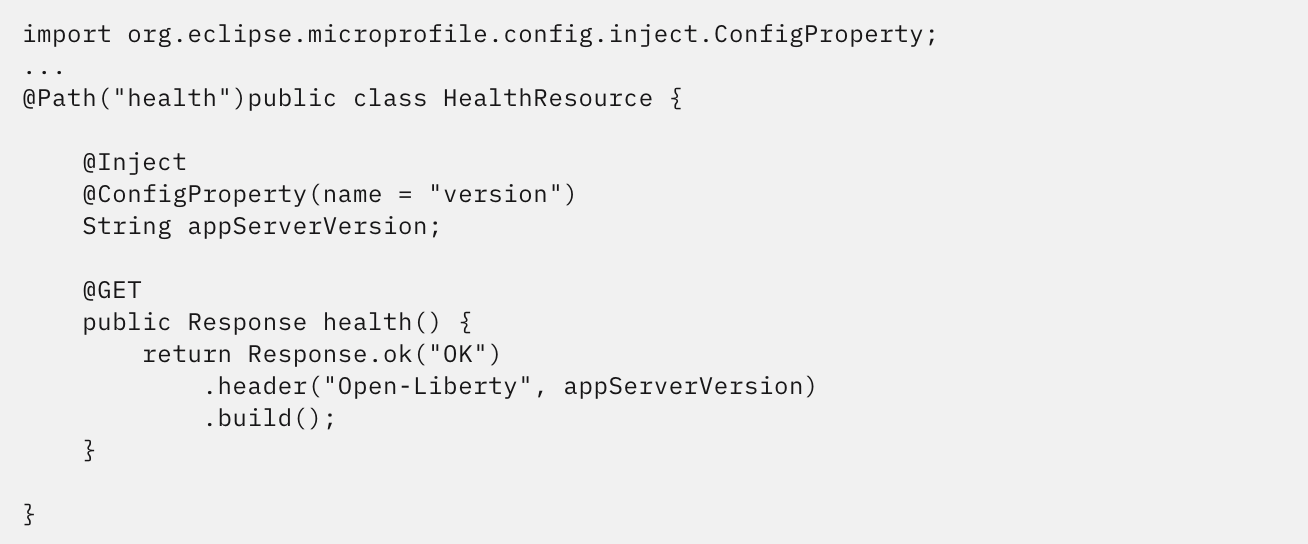 import org.eclipse.microprofile.config.inject.ConfigProperty;
...
@Path("health")public class HealthResource {
    @Inject
    @ConfigProperty(name = "version")
    String appServerVersion;
    @GET
    public Response health() {
        return Response.ok("OK")
            .header("Open-Liberty", appServerVersion)
            .build();
    }
}